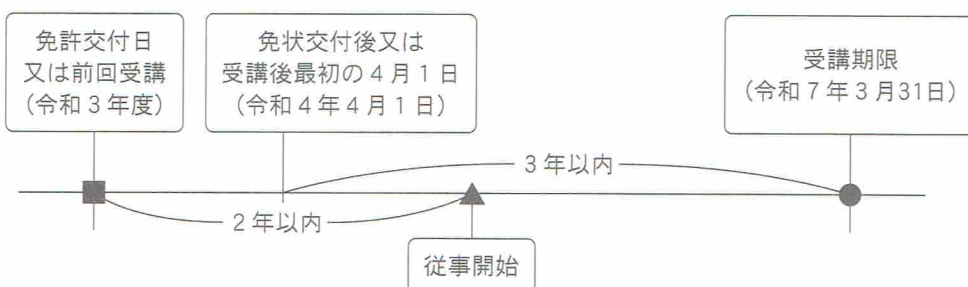 免許交付日
又は前回受講
（令和３年度）
免状交付後又は
受講後最初の４月１日
（令和４年４月１日）
受講期限
（令和７年３月31日）
３年以内
２年以内
従事開始